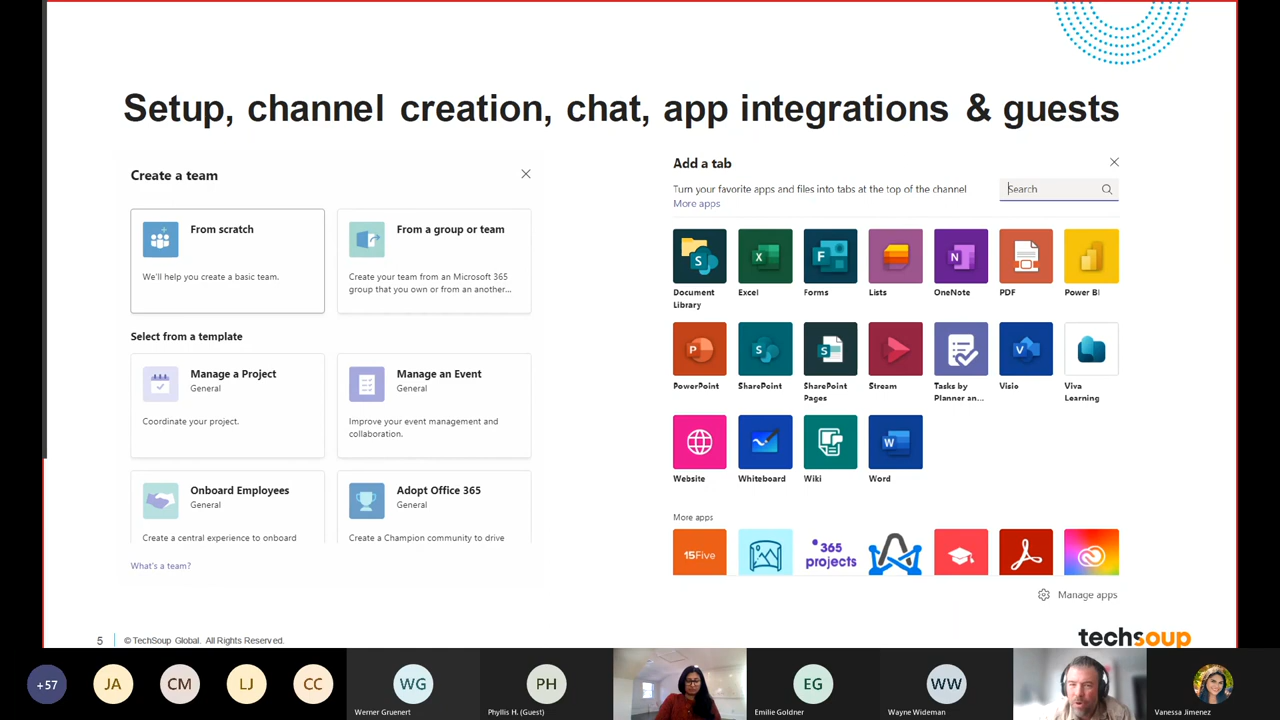 Setup, channel creation, chat, app integrations & guests
Create a team
From scratch
We'll help you create a basic team.
From a group or team
Create your team from an Microsoft 365
group that you own or from an another...
Select from a template
Manage a Project
General
Coordinate your project.
Manage an Event
General
Improve your event management and
collaboration.
Onboard Employees
General
Create a central experience to onboard
Adopt Office 365
General
Create a Champion community to drive
What's a team?
Add a tab
Turn your favorite apps and files into tabs at the top of the channel
More apps
Search
Document
Library
Excel
Forms
Lists
OneNote
PDF
Power BI
PowerPoint
SharePoint
SharePoint
Pages
Stream
Tasks by
Planner an...
Visio
Viva
Learning
Website
Whiteboard
Wiki
Word
More apps
15Five
365
projects
Manage apps
5
© TechSoup Global. All Rights Reserved.
techsoup
+57
JA
CM
LJ
CC
WG
Werner Gruenert
PH
Phyllis H. (Guest)
EG
Emilie Goldner
WW
Wayne Wideman
Vanessa Jimenez